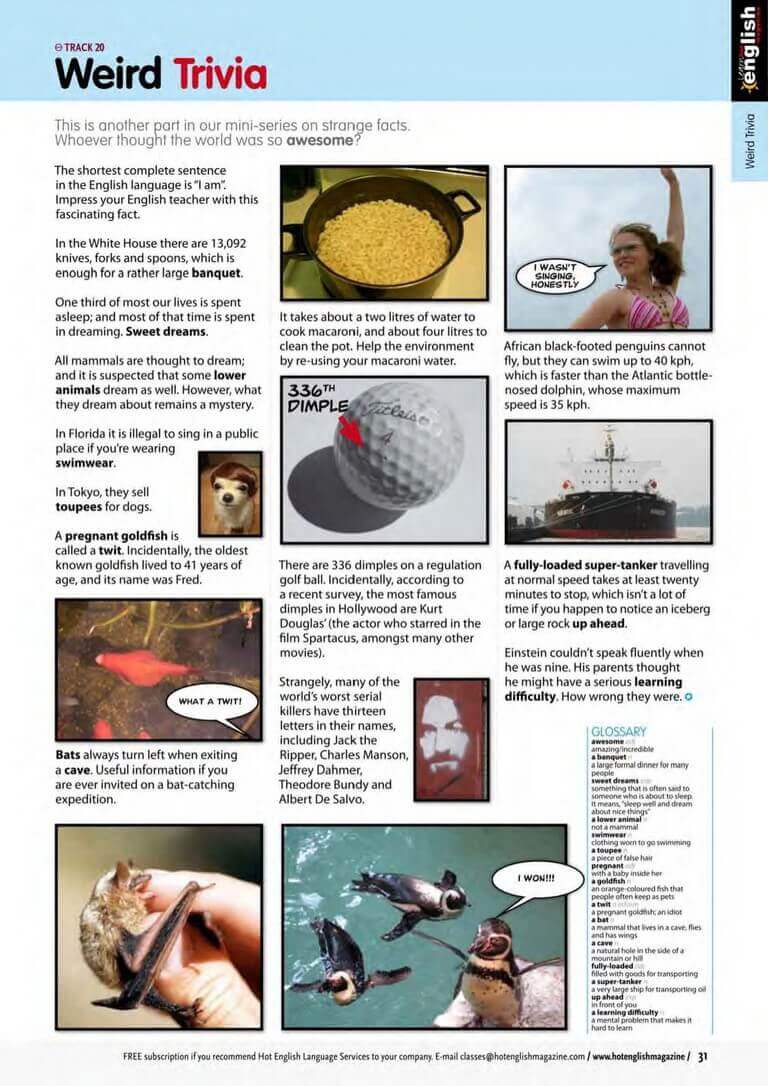 TRACK 20
Weird Trivia
Learn hot
english
magazine
Weird Trivia
This is another part in our mini-series on strange facts.
Whoever thought the world was so awesome?
The shortest complete sentence
in the English language is "I am".
Impress your English teacher with this
fascinating fact.
In the White House there are 13,092
knives, forks and spoons, which is
enough for a rather large banquet.
One third of most our lives is spent
asleep; and most of that time is spent
in dreaming. Sweet dreams.
All mammals are thought to dream;
and it is suspected that some lower
animals dream as well. However, what
they dream about remains a mystery.
In Florida it is illegal to sing in a public
place if you're wearing
swimwear.
In Tokyo, they sell
toupees for dogs.
A pregnant goldfish is
called a twit. Incidentally, the oldest
known goldfish lived to 41 years of
age, and its name was Fred.
WHAT A TWIT!
Bats always turn left when exiting
a cave. Useful information if you
are ever invited on a bat-catching
expedition.
It takes about a two litres of water to
cook macaroni, and about four litres to
clean the pot. Help the environment
by re-using your macaroni water.
336TH
DIMPLE
Titleist
4
There are 336 dimples on a regulation
golf ball. Incidentally, according to
a recent survey, the most famous
dimples in Hollywood are Kurt
Douglas' (the actor who starred in the
film Spartacus, amongst many other
movies).
Strangely, many of the
world's worst serial
killers have thirteen
letters in their names,
including Jack the
Ripper, Charles Manson,
Jeffrey Dahmer,
Theodore Bundy and
Albert De Salvo.
I WON!!!
I WASN'T
SINGING,
HONESTLY
African black-footed penguins cannot
fly, but they can swim up to 40 kph,
which is faster than the Atlantic bottle-
nosed dolphin, whose maximum
speed is 35 kph.
A fully-loaded super-tanker travelling
at normal speed takes at least twenty
minutes to stop, which isn't a lot of
time if you happen to notice an iceberg
or large rock up ahead.
Einstein couldn't speak fluently when
he was nine. His parents thought
he might have a serious learning
difficulty. How wrong they were.
GLOSSARY
awesome adj
amazing/incredible
a banquet n
a large formal dinner for many
people
sweet dreams exp
something that is often said to
someone who is about to sleep.
It means, "sleep well and dream
about nice things"
a lower animal n
not a mammal
swimwear n
clothing worn to go swimming
a toupee n
a piece of false hair
pregnant adj
with a baby inside her
a goldfish n
an orange-coloured fish that
people often keep as pets
a twit n
a pregnant goldfish; an idiot
a bat n
a mammal that lives in a cave, flies
and has wings
a cave n
a natural hole in the side of a
mountain or hill
fully-loaded adj
filled with goods for transporting
a super-tanker n
a very large ship for transporting oil
up ahead exp
in front of you
a learning difficulty n
a mental problem that makes it
hard to learn
FREE subscription if you recommend Hot English Language Services to your company. E-mail classes@hotenglishmagazine.com / www.hotenglishmagazine / 31